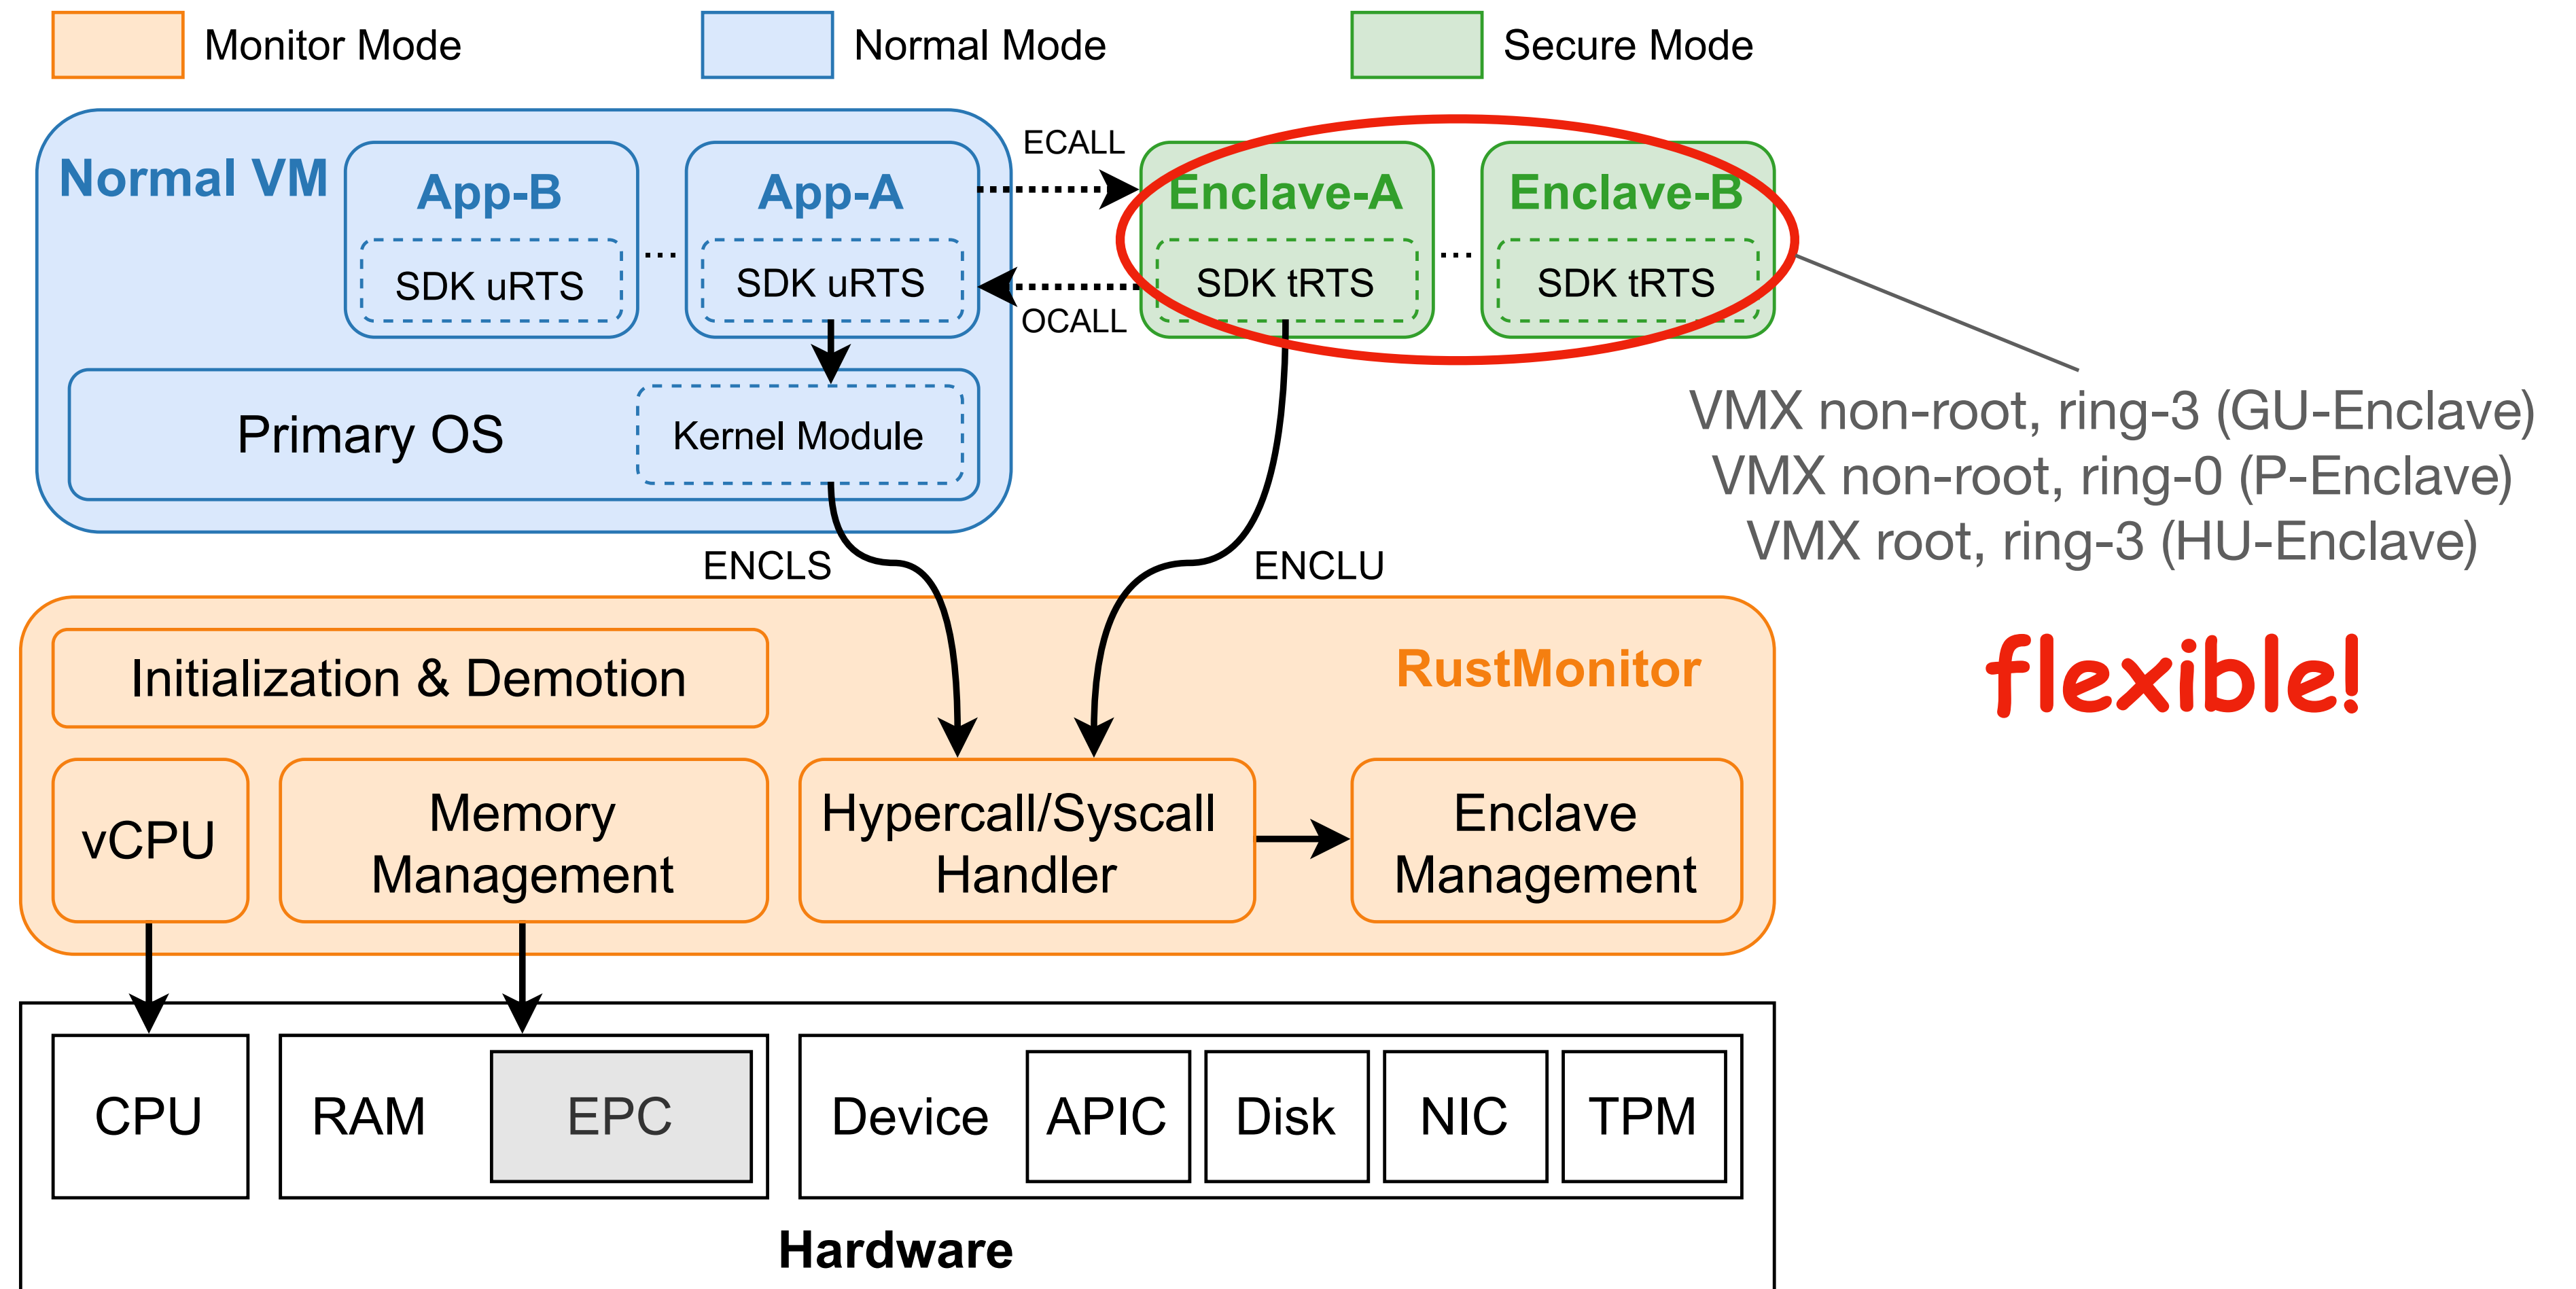 Monitor Mode
Normal Mode
Secure Mode
Normal VM
App-B
SDK uRTS
...
App-A
SDK uRTS
ECALL
OCALL
Enclave-A
SDK tRTS
...
Enclave-B
SDK tRTS
Primary OS
Kernel Module
VMX non-root, ring-3 (GU-Enclave)
VMX non-root, ring-0 (P-Enclave)
VMX root, ring-3 (HU-Enclave)
flexible!
ENCLS
ENCLU
Initialization & Demotion
RustMonitor
vCPU
Memory
Management
Hypercall/Syscall
Handler
Enclave
Management
CPU
RAM
EPC
Device
APIC
Disk
NIC
TPM
Hardware